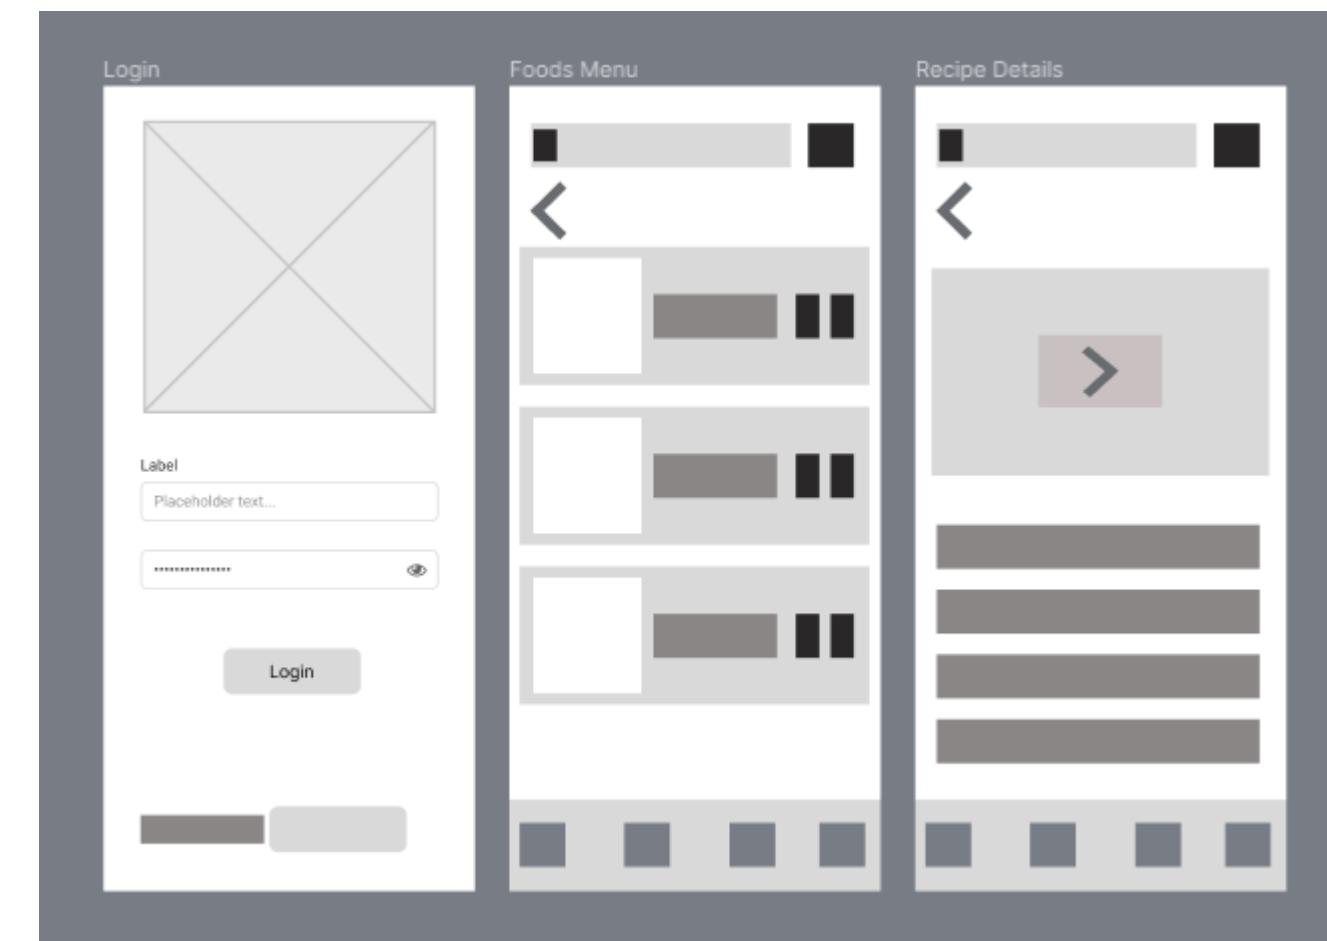 Login
Foods Menu
Recipe Details
Label
Placeholder text...
Login